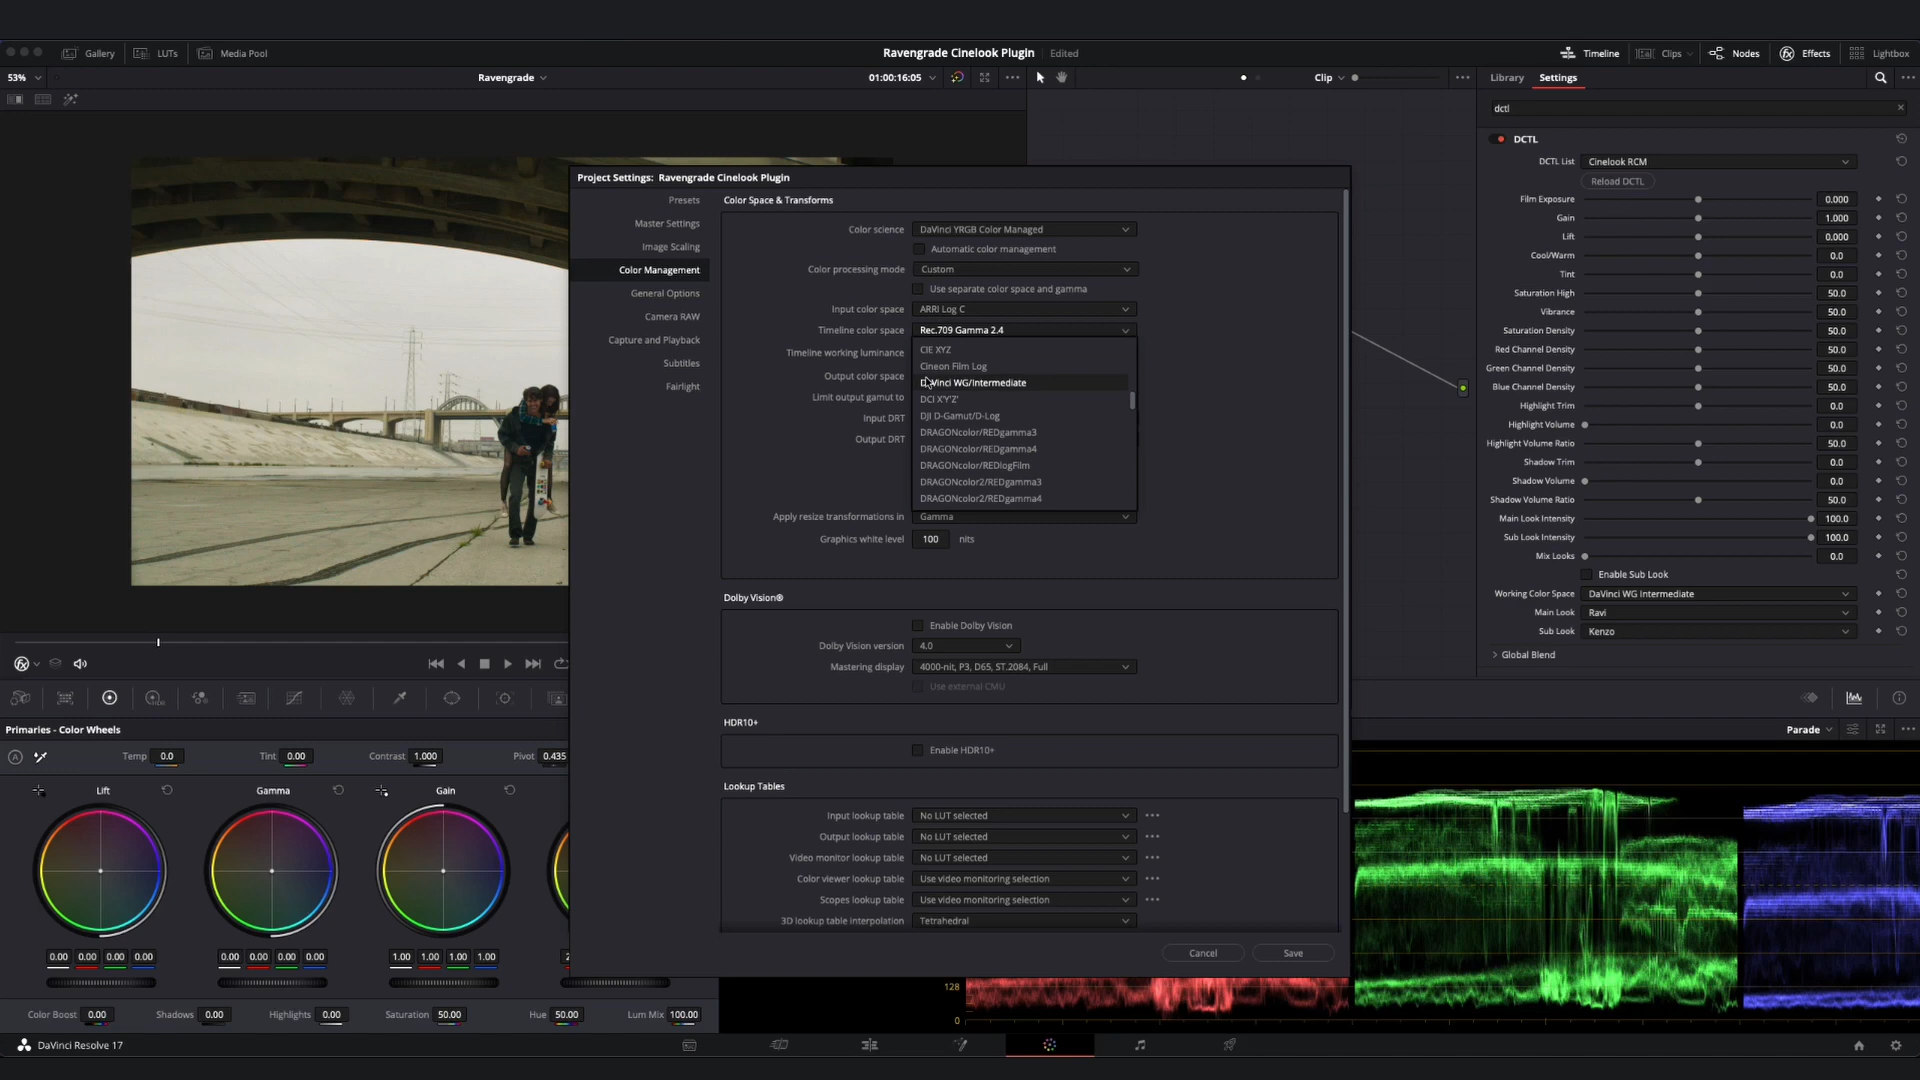 Gallery LUTs Media Pool Ravengrade Cinelook Plugin Edited Timeline Clips Nodes Effects Lightbox
53% Ravengrade 01:00:16:05 Clip Library Settings
dctl
DCTL
DCTL List Cinelook RCM
Reload DCTL
Film Exposure 0.000
Gain 1.000
Lift 0.000
Cool/Warm 0.0
Tint 0.0
Saturation High 50.0
Vibrance 50.0
Saturation Density 50.0
Red Channel Density 50.0
Green Channel Density 50.0
Blue Channel Density 50.0
Highlight Trim 0.0
Highlight Volume 0.0
Highlight Volume Ratio 50.0
Shadow Trim 0.0
Shadow Volume 0.0
Shadow Volume Ratio 50.0
Main Look Intensity 100.0
Sub Look Intensity 100.0
Mix Looks 0.0
Enable Sub Look
Working Color Space DaVinci WG Intermediate
Main Look Ravi
Sub Look Kenzo
Global Blend
Project Settings: Ravengrade Cinelook Plugin
Presets
Master Settings
Image Scaling
Color Management
General Options
Camera RAW
Capture and Playback
Subtitles
Fairlight
Color Space & Transforms
Color science DaVinci YRGB Color Managed
Automatic color management
Color processing mode Custom
Use separate color space and gamma
Input color space ARRI Log C
Timeline color space Rec.709 Gamma 2.4
Timeline working luminance
Output color space
Limit output gamut to
Input DRT
Output DRT
CIE XYZ
Cineon Film Log
DaVinci WG/Intermediate
DCI X'Y'Z'
DJI D-Gamut/D-Log
DRAGONcolor/REDgamma3
DRAGONcolor/REDgamma4
DRAGONcolor/REDlogFilm
DRAGONcolor2/REDgamma3
DRAGONcolor2/REDgamma4
Apply resize transformations in Gamma
Graphics white level 100 nits
Dolby Vision®
Enable Dolby Vision
Dolby Vision version 4.0
Mastering display 4000-nit, P3, D65, ST.2084, Full
Use external CMU
HDR10+
Enable HDR10+
Lookup Tables
Input lookup table No LUT selected
Output lookup table No LUT selected
Video monitor lookup table No LUT selected
Color viewer lookup table Use video monitoring selection
Scopes lookup table Use video monitoring selection
3D lookup table interpolation Tetrahedral
Cancel Save
Primaries - Color Wheels
Temp 0.0 Tint 0.00 Contrast 1.000 Pivot 0.435
Lift Gamma Gain
0.00 0.00 0.00 0.00 0.00 0.00 0.00 0.00 1.00 1.00 1.00 1.00
Color Boost 0.00 Shadows 0.00 Highlights 0.00 Saturation 50.00 Hue 50.00 Lum Mix 100.00
Parade
128
0
DaVinci Resolve 17